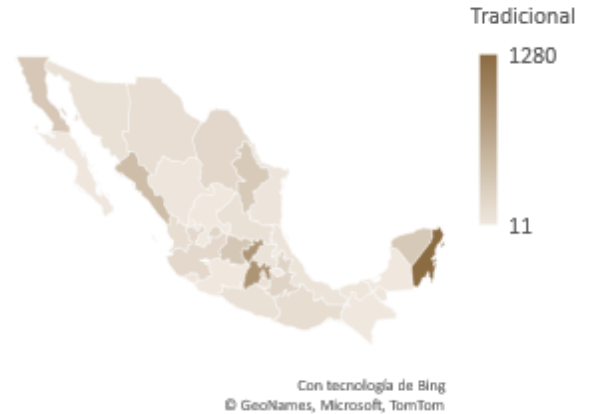 Tradicional
1280
11
Con tecnología de Bing
© GeoNames, Microsoft, TomTom